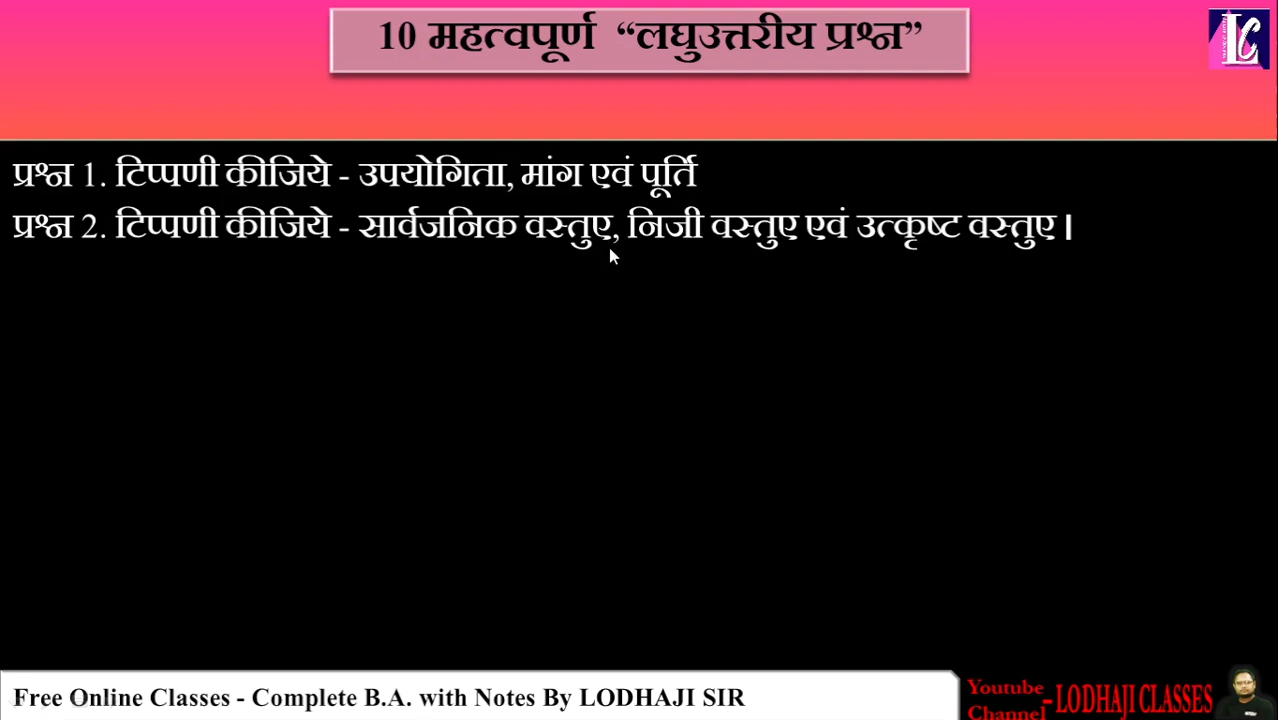 10 महत्वपूर्ण “लघुउत्तरीय प्रश्न”
LC
प्रश्न 1. टिप्पणी कीजिये - उपयोगिता, मांग एवं पूर्ति
प्रश्न 2. टिप्पणी कीजिये - सार्वजनिक वस्तुए, निजी वस्तुए एवं उत्कृष्ट वस्तुए ।
Free Online Classes - Complete B.A. with Notes By LODHAJI SIR
Youtube Channel - LODHAJI CLASSES